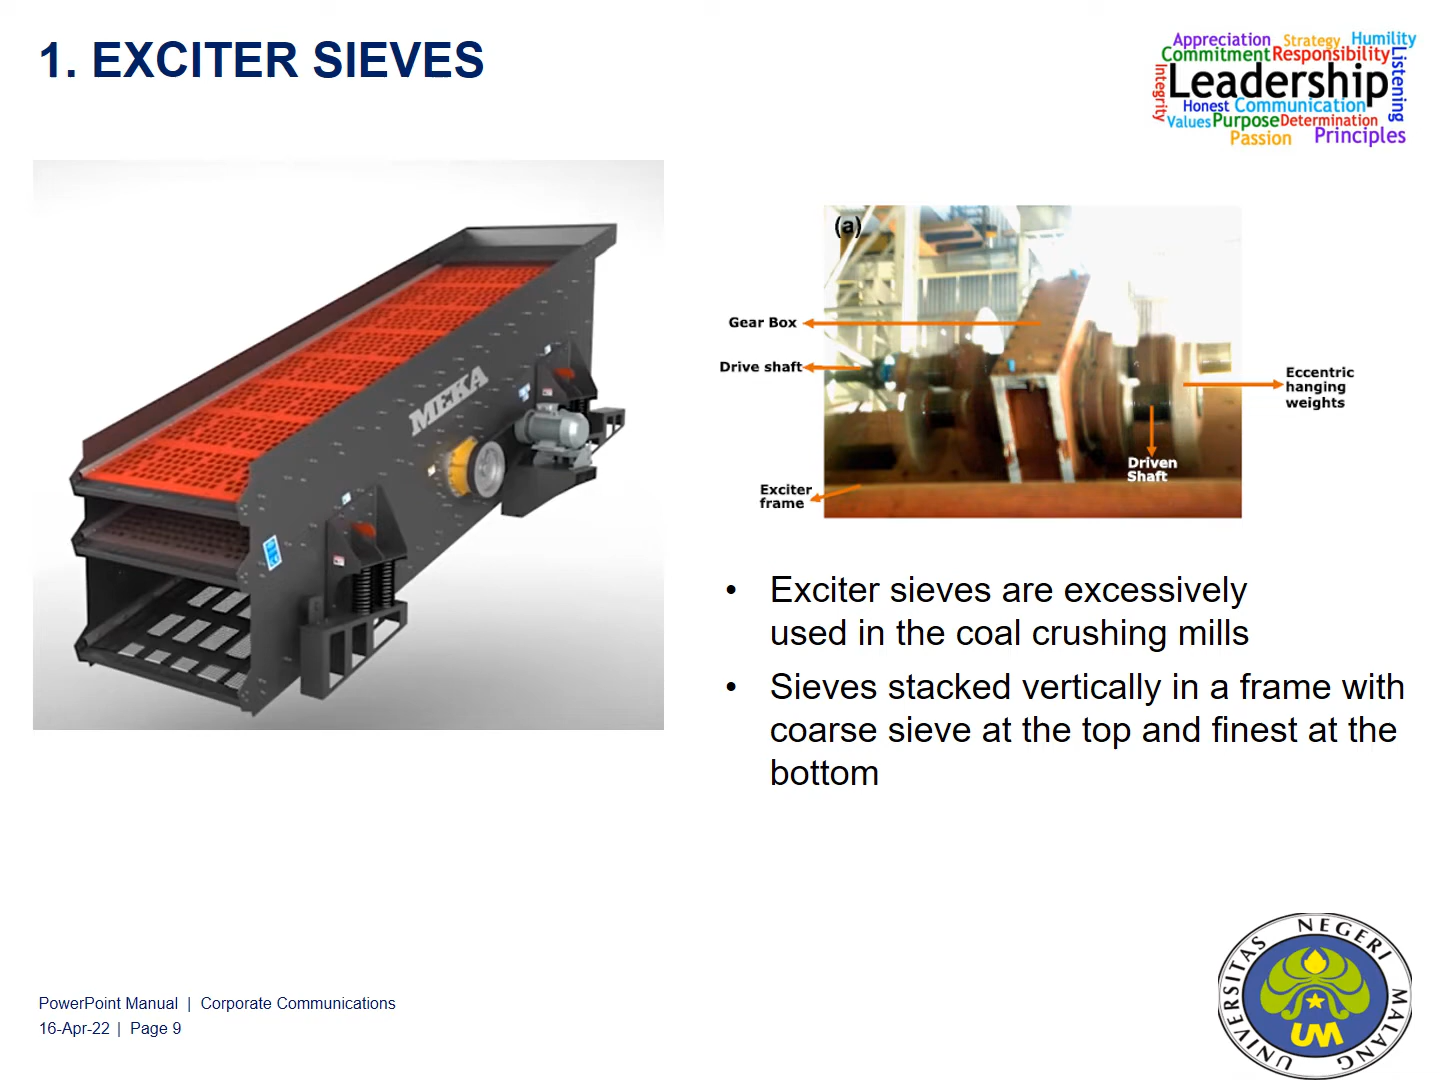 1. EXCITER SIEVES
Appreciation Strategy Humility
Commitment Responsibility
Integrity
Leadership
Listening
Honest Communication
Values Purpose Determination
Passion Principles
MEKA
(a)
Gear Box
Drive shaft
Eccentric
hanging
weights
Driven
Shaft
Exciter
frame
• Exciter sieves are excessively
used in the coal crushing mills
• Sieves stacked vertically in a frame with
coarse sieve at the top and finest at the
bottom
PowerPoint Manual | Corporate Communications
16-Apr-22 | Page 9
UNIVERSITAS NEGERI MALANG
UM